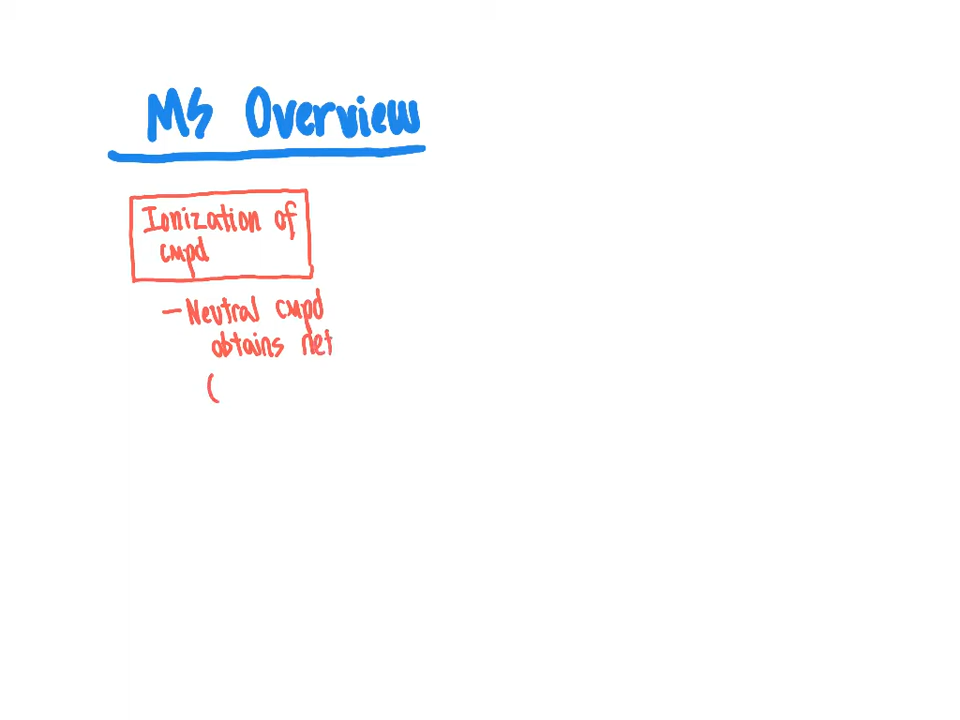 MS Overview
Ionization of
cmpd
- Neutral cmpd
obtains net
(